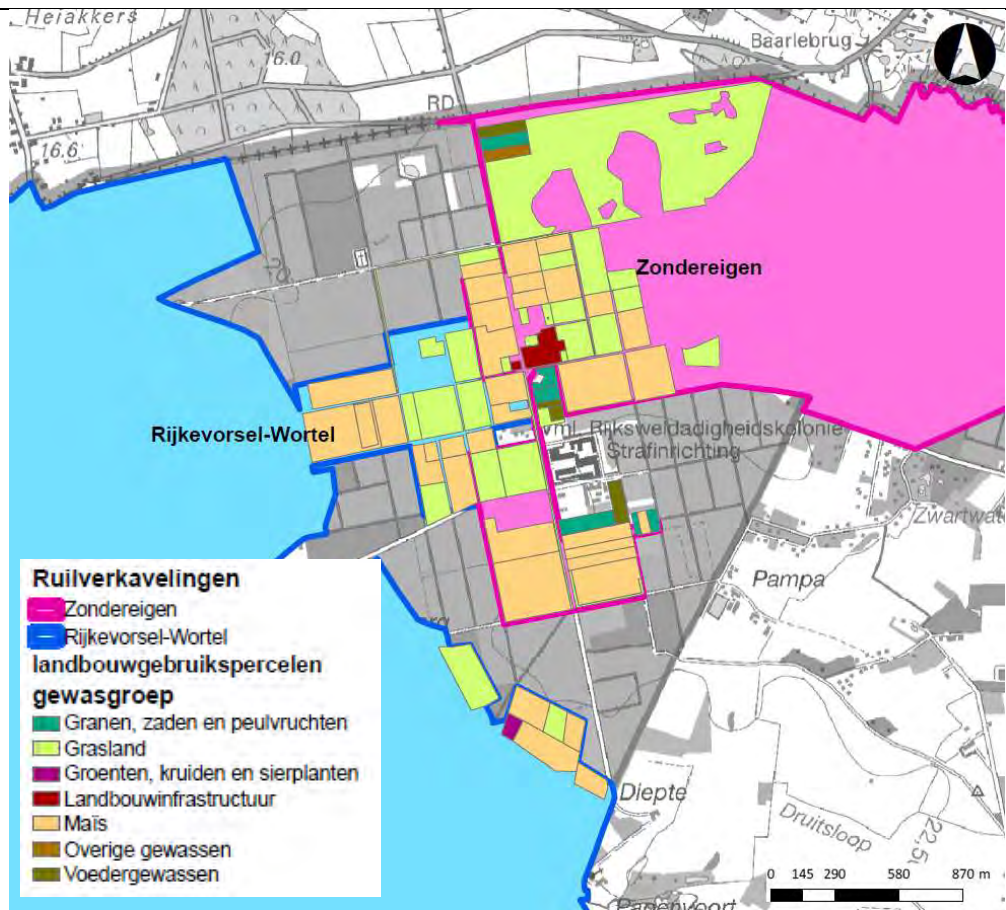 Heiakkers
16.0
Baarlebrug
RD
16.6
20
Zondereigen
Rijkevorsel-Wortel
Vml. Rijksweldadigheidskolonie
Strafinrichting
Zwartwat
Pampa
Diepte
Druitsloop
22,5
Papenvoort
Ruilverkavelingen
Zondereigen
Rijkevorsel-Wortel
landbouwgebruikspercelen
gewasgroep
Granen, zaden en peulvruchten
Grasland
Groenten, kruiden en sierplanten
Landbouwinfrastructuur
Maïs
Overige gewassen
Voedergewassen
0 145 290 580 870 m